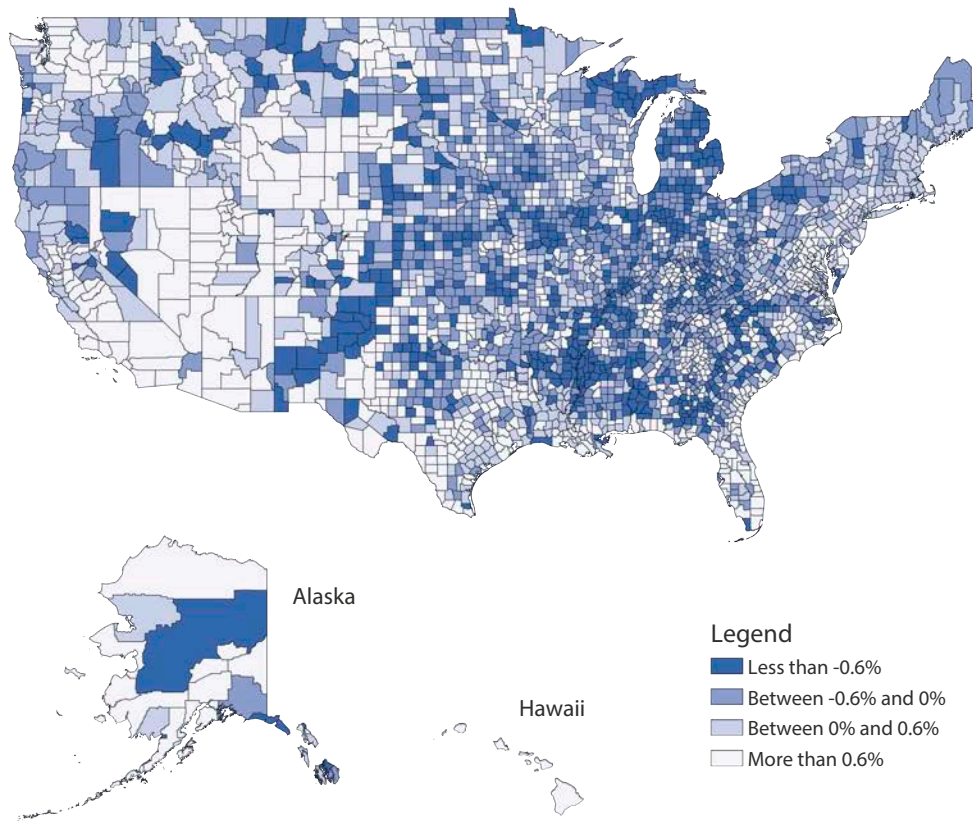 Alaska
Hawaii
Legend
Less than -0.6%
Between -0.6% and 0%
Between 0% and 0.6%
More than 0.6%